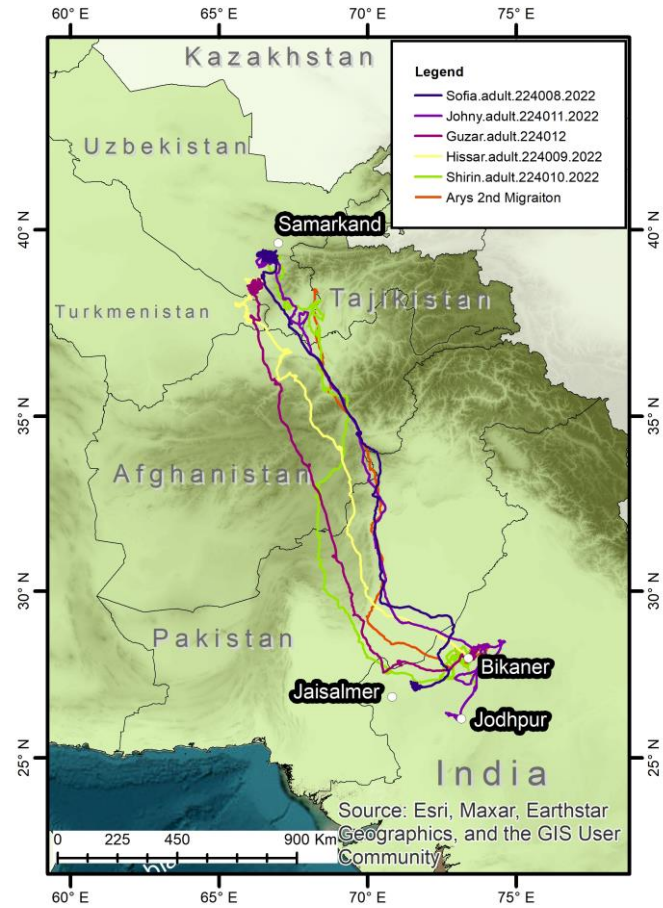 60° E
65° E
70° E
75° E
Kazakhstan
Legend
Sofia.adult.224008.2022
Johny.adult.224011.2022
Guzar.adult.224012
Hissar.adult.224009.2022
Shirin.adult.224010.2022
Arys 2nd Migraiton
Uzbekistan
40° N
40° N
Samarkand
Turkmenistan
Tajikistan
35° N
35° N
Afghanistan
30° N
30° N
Pakistan
Bikaner
Jaisalmer
Jodhpur
25° N
25° N
India
Source: Esri, Maxar, Earthstar
Geographics, and the GIS User
Community
0 225 450 900 Km
60° E
65° E
70° E
75° E